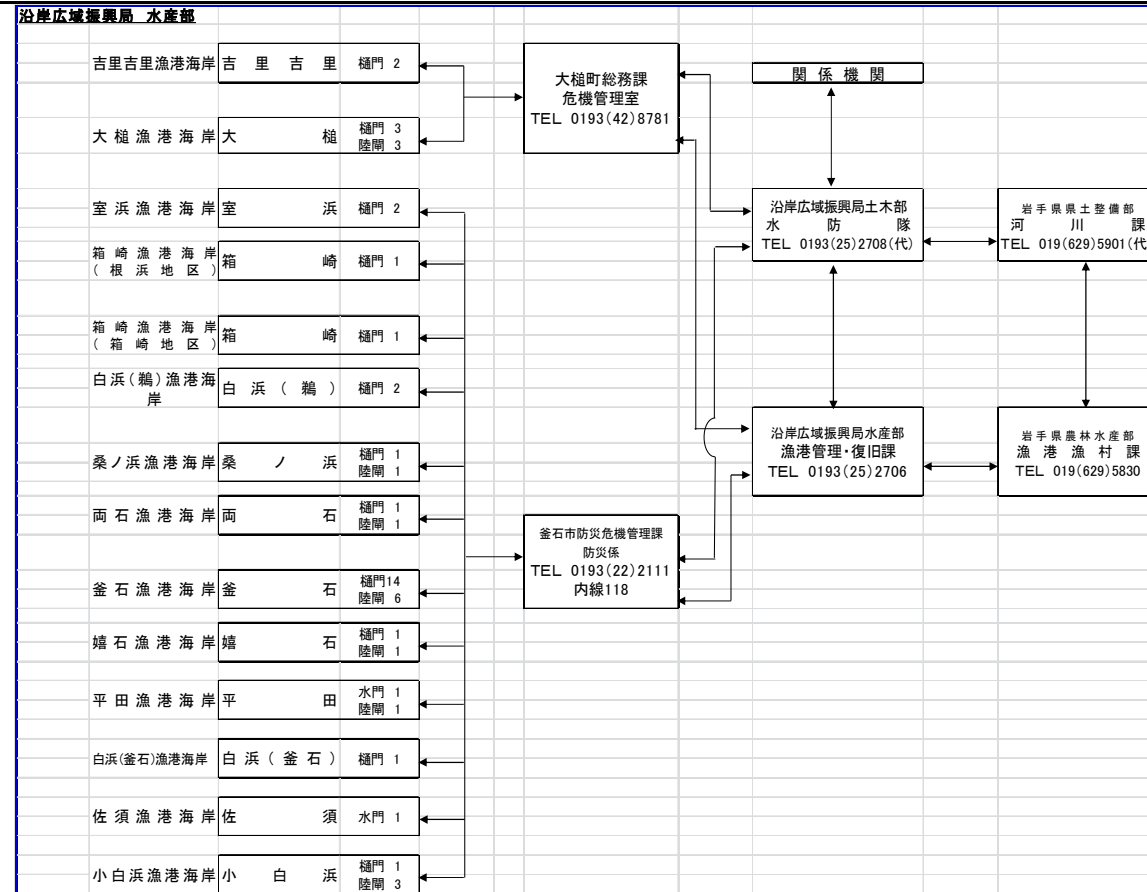 沿岸広域振興局 水産部
吉里吉里漁港海岸 吉里吉里 樋門 2
大槌町総務課
危機管理室
TEL 0193(42)8781
関係機関
大槌漁港海岸 大槌 樋門 3
陸閘 3
室浜漁港海岸 室浜 樋門 2
沿岸広域振興局土木部
水防隊
TEL 0193(25)2708(代)
岩手県県土整備部
河川課
TEL 019(629)5901(代
箱崎漁港海岸
(根浜地区)
箱崎 樋門 1
箱崎漁港海岸
(箱崎地区)
箱崎 樋門 1
白浜(鵜)漁港海
岸
白浜(鵜) 樋門 2
沿岸広域振興局水産部
漁港管理・復旧課
TEL 0193(25)2706
岩手県農林水産部
漁港漁村課
TEL 019(629)5830
桑ノ浜漁港海岸 桑ノ浜 樋門 1
陸閘 1
両石漁港海岸 両石 樋門 1
陸閘 1
釜石市防災危機管理課
防災係
TEL 0193(22)2111
内線118
釜石漁港海岸 釜石 樋門14
陸閘 6
嬉石漁港海岸 嬉石 樋門 1
陸閘 1
平田漁港海岸 平田 水門 1
陸閘 1
白浜(釜石)漁港海岸 白浜(釜石) 樋門 1
佐須漁港海岸 佐須 水門 1
小白浜漁港海岸 小白浜 樋門 1
陸閘 3